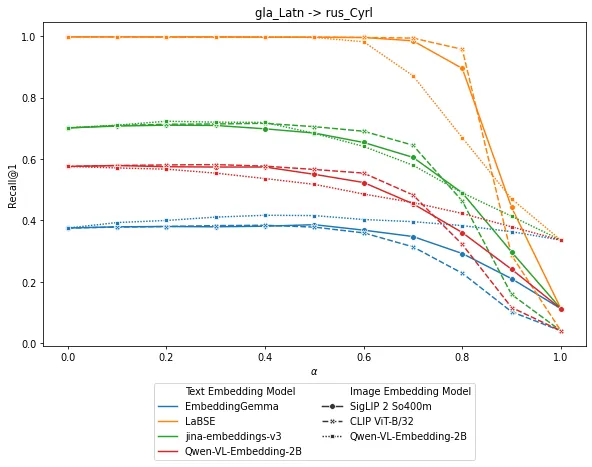 gla_Latn -> rus_Cyrl
Recall@1
1.0
0.8
0.6
0.4
0.2
0.0
0.0 0.2 0.4 0.6 0.8 1.0
α
Text Embedding Model
EmbeddingGemma
LaBSE
jina-embeddings-v3
Qwen-VL-Embedding-2B
Image Embedding Model
SigLIP 2 So400m
CLIP ViT-B/32
Qwen-VL-Embedding-2B